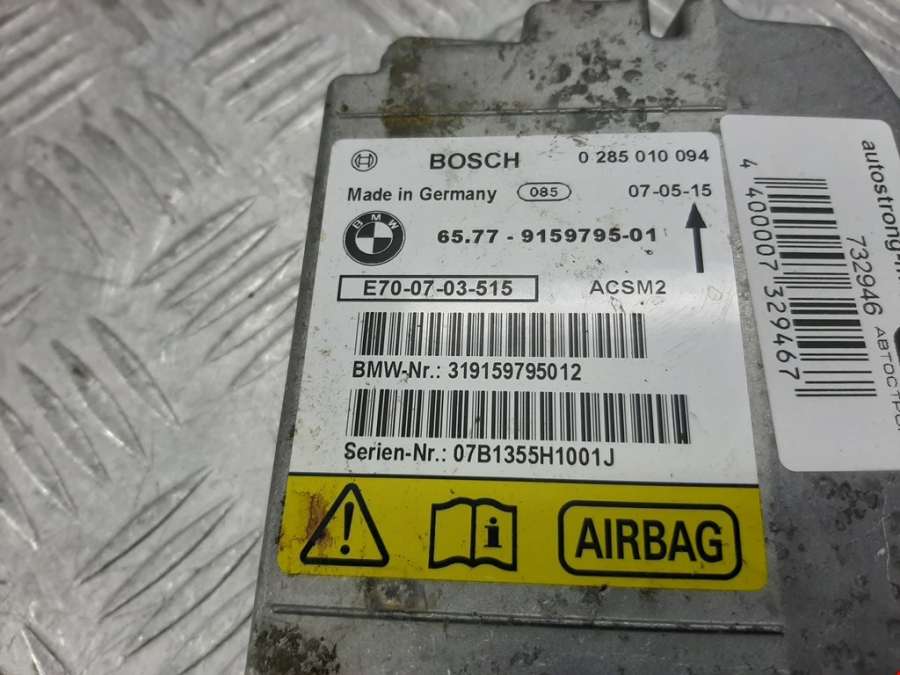 BOSCH 0 285 010 094
Made in Germany 085 07-05-15
BMW
65.77 - 9159795-01
E70-07-03-515 ACSM2
BMW-Nr.: 319159795012
Serien-Nr.: 07B1355H1001J
i
AIRBAG
4 400007 329467
732946